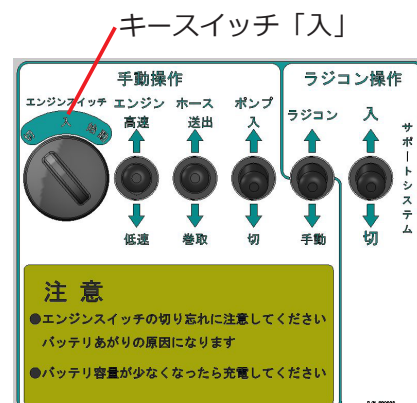 キースイッチ「入」
手動操作
ラジコン操作
エンジンスイッチ
切 入 始動
エンジン
高速
低速
ホース
送出
巻取
ポンプ
入
切
ラジコン
手動
入
切
サポートシステム
注 意
●エンジンスイッチの切り忘れに注意してください
バッテリあがりの原因になります
●バッテリ容量が少なくなったら充電してください